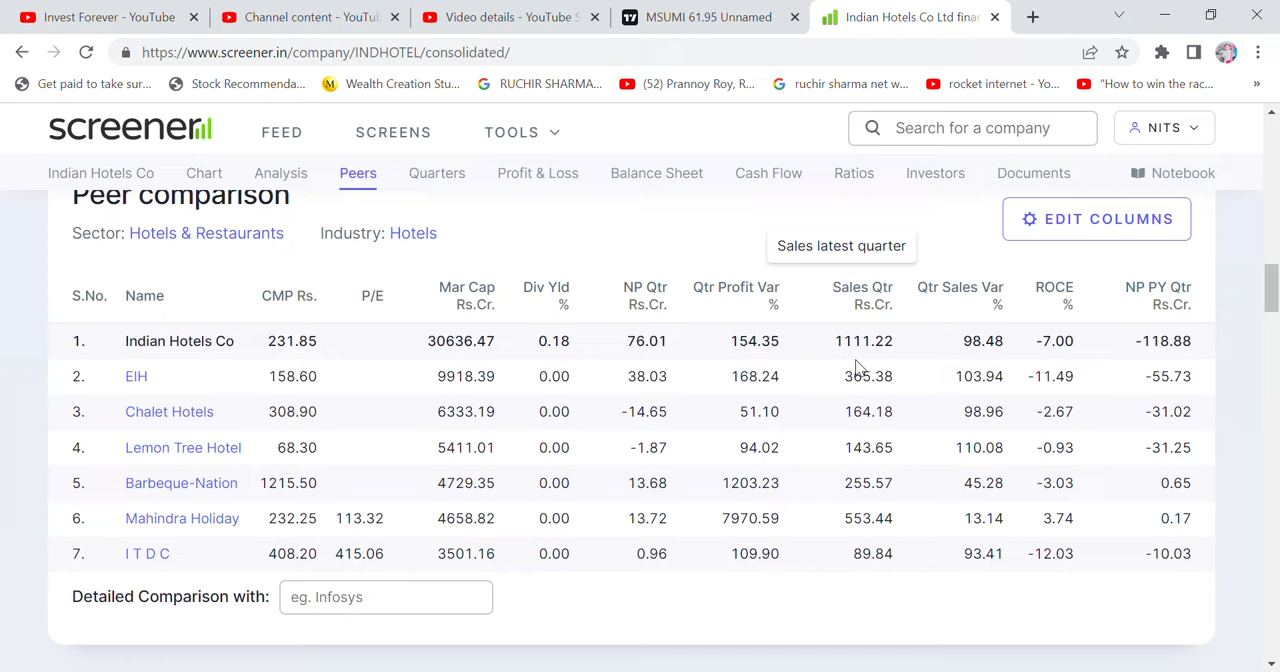 Invest Forever - YouTube
Channel content - YouTub
Video details - YouTube S
MSUMI 61.95 Unnamed
Indian Hotels Co Ltd finan
https://www.screener.in/company/INDHOTEL/consolidated/
Get paid to take sur...
Stock Recommenda...
Wealth Creation Stu...
RUCHIR SHARMA...
(52) Prannoy Roy, R...
ruchir sharma net w...
rocket internet - Yo...
"How to win the rac...
»
screener
FEED
SCREENS
TOOLS
Search for a company
NITS
Indian Hotels Co
Chart
Analysis
Peers
Quarters
Profit & Loss
Balance Sheet
Cash Flow
Ratios
Investors
Documents
Notebook
Peer comparison
Sector: Hotels & Restaurants Industry: Hotels
EDIT COLUMNS
Sales latest quarter
S.No. Name CMP Rs. P/E Mar Cap Rs.Cr. Div Yld % NP Qtr Rs.Cr. Qtr Profit Var % Sales Qtr Rs.Cr. Qtr Sales Var % ROCE % NP PY Qtr Rs.Cr.
1. Indian Hotels Co 231.85 30636.47 0.18 76.01 154.35 1111.22 98.48 -7.00 -118.88
2. EIH 158.60 9918.39 0.00 38.03 168.24 365.38 103.94 -11.49 -55.73
3. Chalet Hotels 308.90 6333.19 0.00 -14.65 51.10 164.18 98.96 -2.67 -31.02
4. Lemon Tree Hotel 68.30 5411.01 0.00 -1.87 94.02 143.65 110.08 -0.93 -31.25
5. Barbeque-Nation 1215.50 4729.35 0.00 13.68 1203.23 255.57 45.28 -3.03 0.65
6. Mahindra Holiday 232.25 113.32 4658.82 0.00 13.72 7970.59 553.44 13.14 3.74 0.17
7. I T D C 408.20 415.06 3501.16 0.00 0.96 109.90 89.84 93.41 -12.03 -10.03
Detailed Comparison with: eg. Infosys